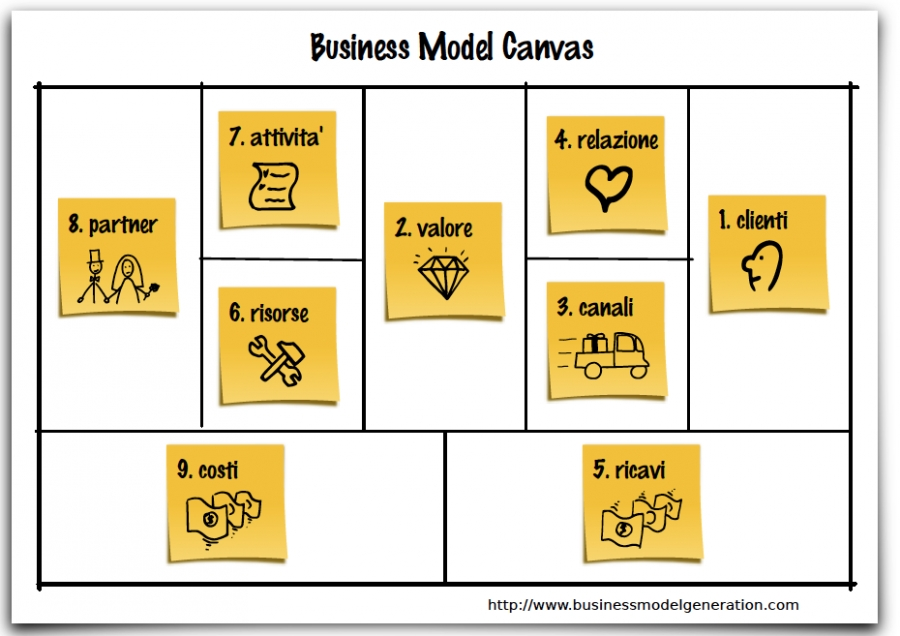 Business Model Canvas
7. attivita'
4. relazione
8. partner
2. valore
1. clienti
6. risorse
3. canali
9. costi
5. ricavi
http://www.businessmodelgeneration.com